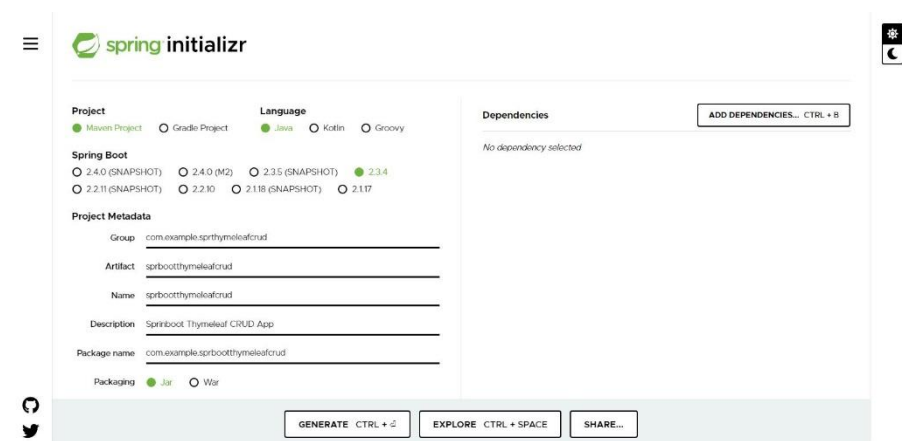 spring initializr
Project
Maven Project Gradle Project
Language
Java Kotlin Groovy
Spring Boot
2.4.0 (SNAPSHOT) 2.4.0 (M2) 2.3.5 (SNAPSHOT) 2.3.4
2.2.11 (SNAPSHOT) 2.2.10 2.1.18 (SNAPSHOT) 2.1.17
Project Metadata
Group com.example.sprthymeleafcrud
Artifact sprbootthymeleafcrud
Name sprbootthymeleafcrud
Description Sprinboot Thymeleaf CRUD App
Package name com.example.sprbootthymeleafcrud
Packaging Jar War
Dependencies
ADD DEPENDENCIES... CTRL + B
No dependency selected
GENERATE CTRL + ⏎
EXPLORE CTRL + SPACE
SHARE...